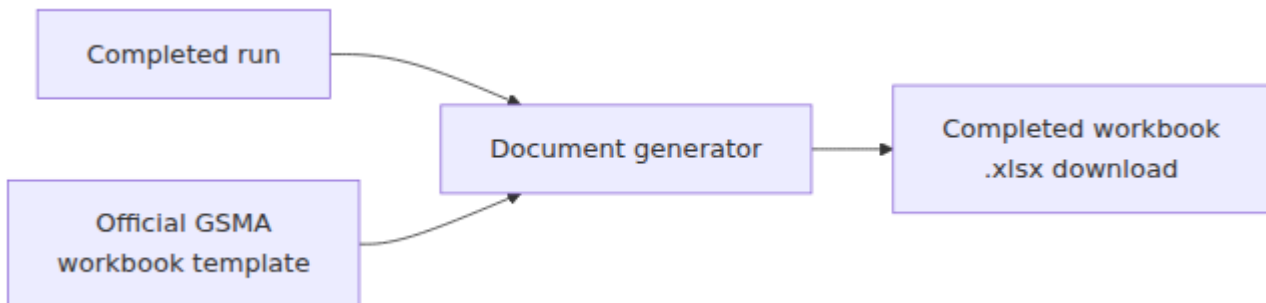 Completed run
Document generator
Completed workbook
.xlsx download
Official GSMA
workbook template